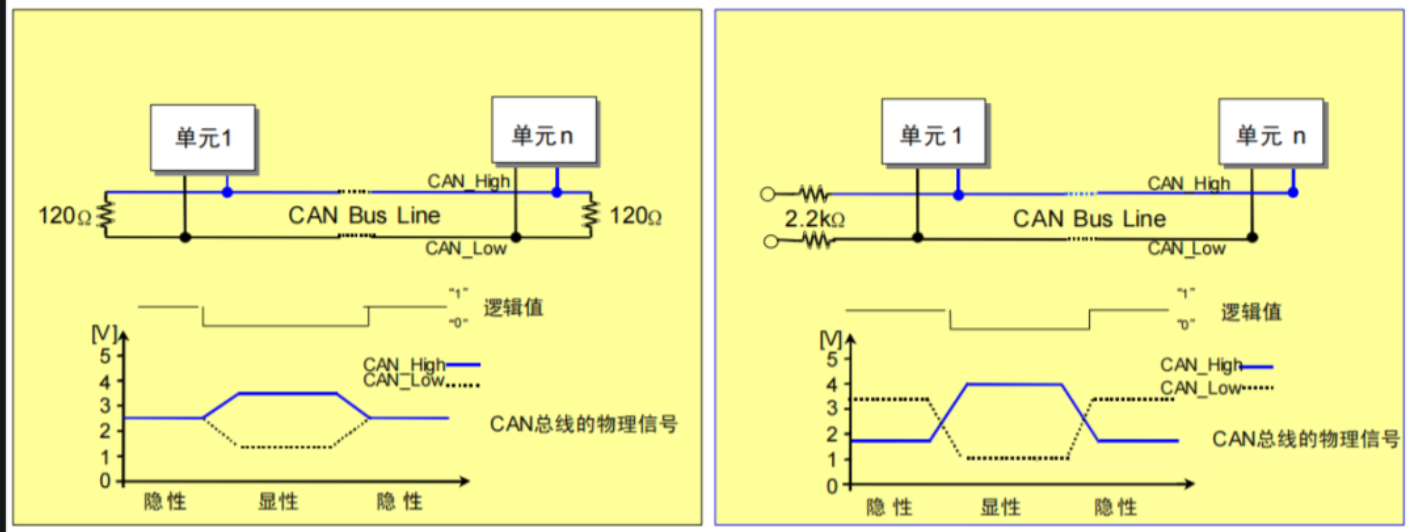 单元1
单元n
CAN_High
120Ω
CAN Bus Line
120Ω
CAN_Low
"1"
逻辑值
"0"
[V]
5
CAN_High
4
CAN_Low
3
2
CAN总线的物理信号
1
0
隐性
显性
隐性
单元1
单元 n
CAN_High
2.2kΩ
CAN Bus Line
CAN_Low
"1"
逻辑值
"0"
[V]
5
CAN_High
4
CAN_Low
3
2
CAN总线的物理信号
1
0
隐性
显性
隐性